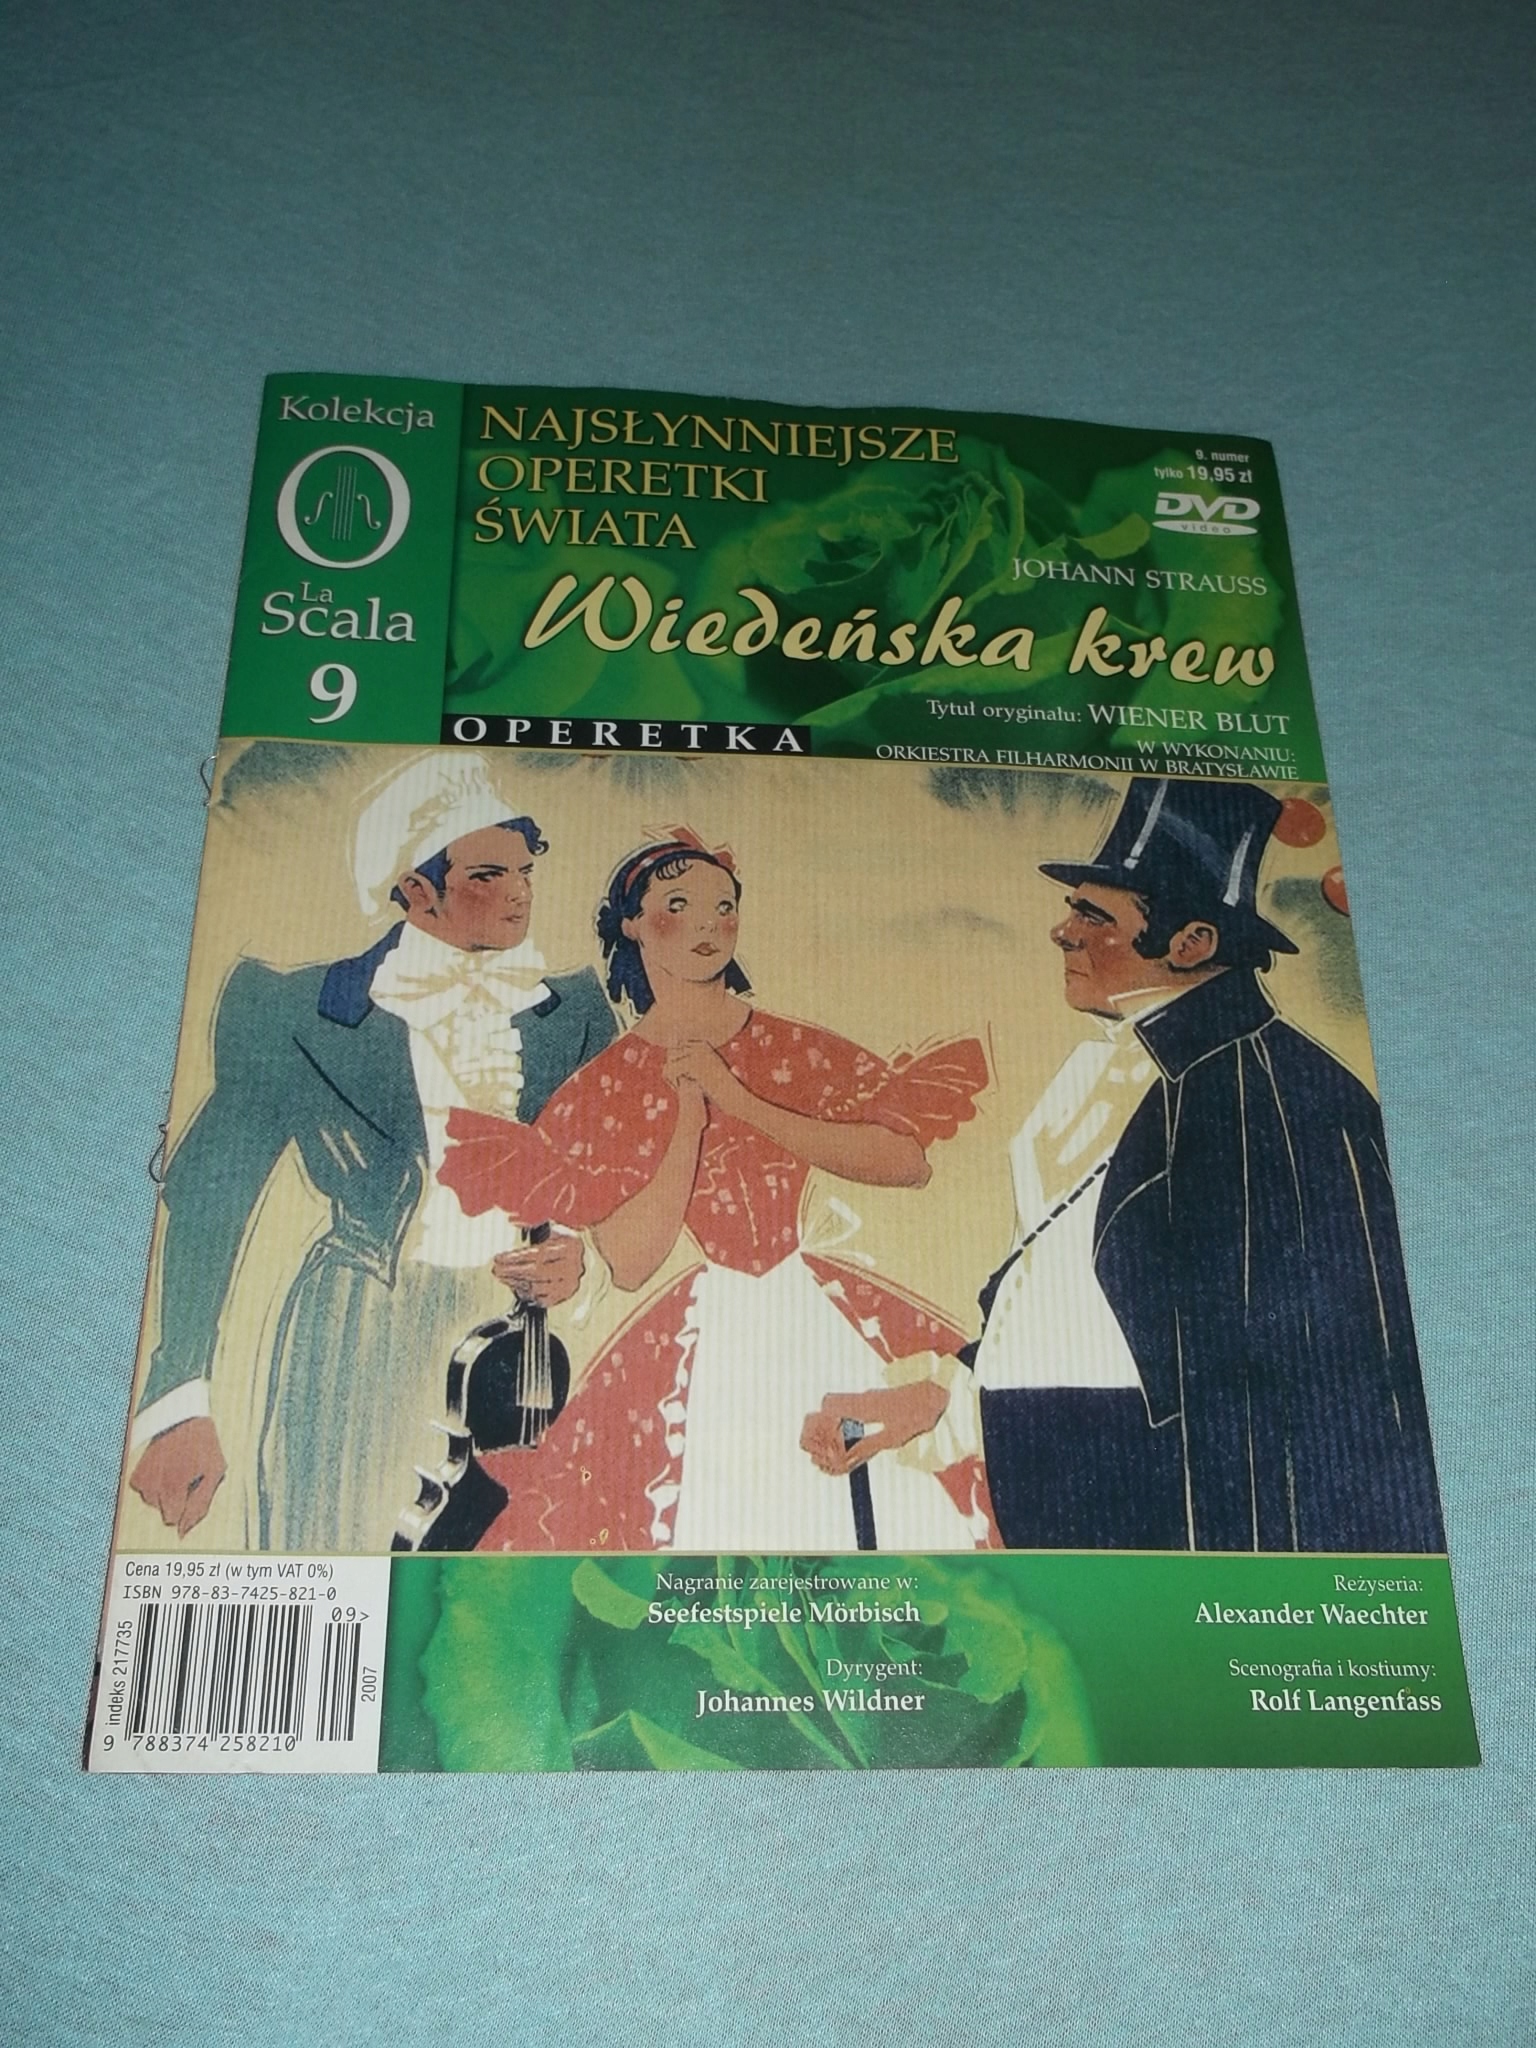 Kolekcja
La
Scala
9
NAJSŁYNNIEJSZE
OPERETKI
ŚWIATA
9. numer
tylko 19,95 zł
DVD
video
JOHANN STRAUSS
Wiedeńska krew
Tytuł oryginału: WIENER BLUT
W WYKONANIU:
ORKIESTRA FILHARMONII W BRATYSŁAWIE
OPERETKA
Cena 19,95 zł (w tym VAT 0%)
ISBN 978-83-7425-821-0
09>
indeks 217735
2007
9 788374 258210
Nagranie zarejestrowane w:
Seefestspiele Mörbisch
Dyrygent:
Johannes Wildner
Reżyseria:
Alexander Waechter
Scenografia i kostiumy:
Rolf Langenfass